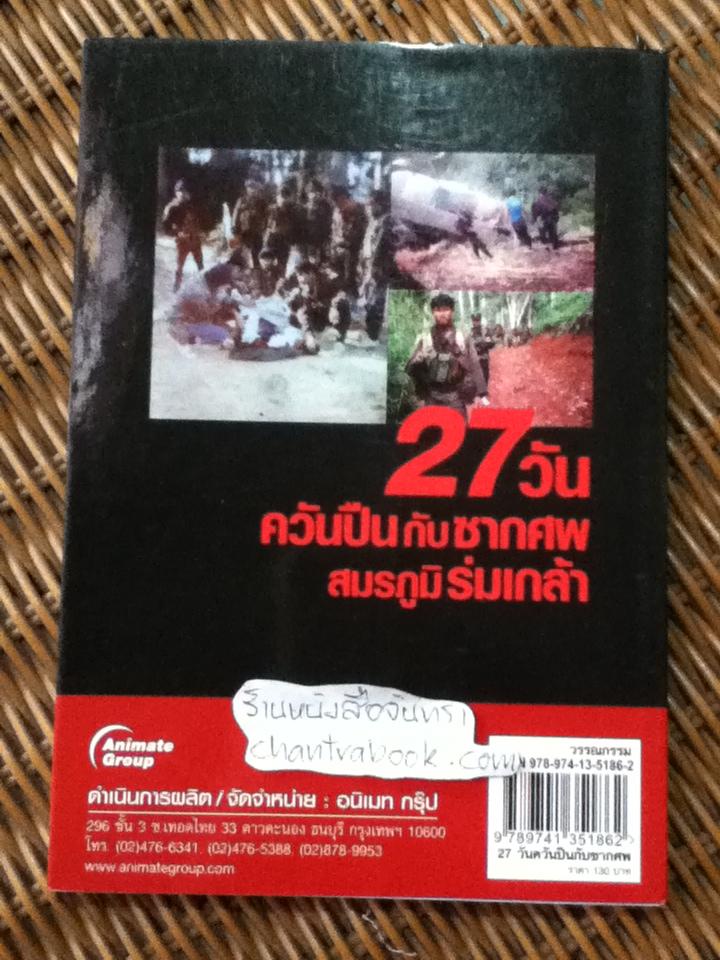 27 วัน
ควันปืนกับซากศพ
สมรภูมิร่มเกล้า
ร้านหนังสือจันทรา
chantrabook.com
Animate
Group
ดำเนินการผลิต/จัดจำหน่าย : อนิเมท กรุ๊ป
296 ชั้น 3 ซ.เทอดไทย 33 ดาวคะนอง ธนบุรี กรุงเทพฯ 10600
โทร. (02)476-6341, (02)476-5388, (02)878-9953
www.animategroup.com
วรรณกรรม
N 978-974-13-5186-2
9 789741 351862
27 วันควันปืนกับซากศพ
ราคา 130 บาท